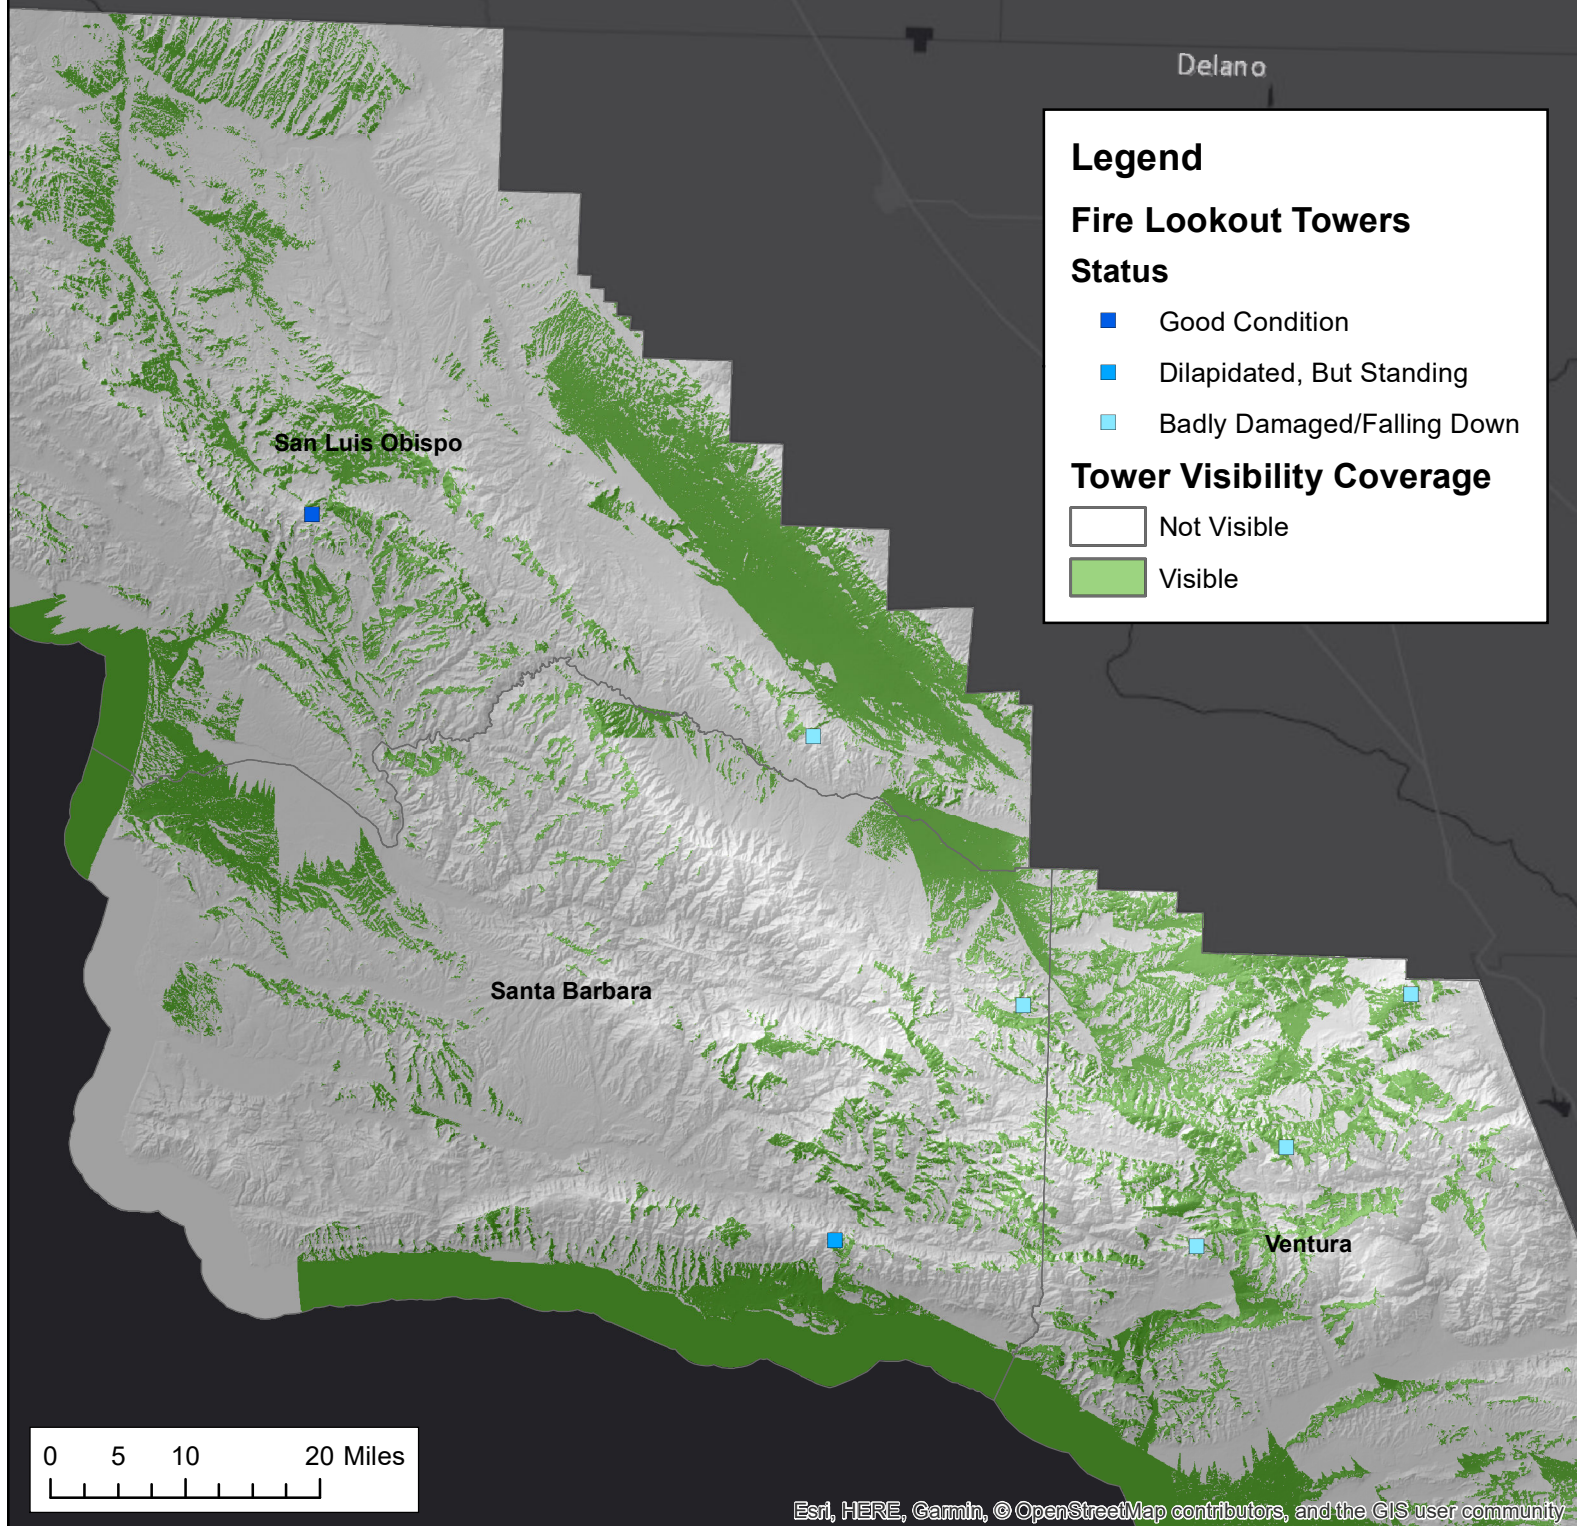 Delano
Legend
Fire Lookout Towers
Status
Good Condition
Dilapidated, But Standing
Badly Damaged/Falling Down
Tower Visibility Coverage
Not Visible
Visible
San Luis Obispo
Santa Barbara
Ventura
0 5 10 20 Miles
Esri, HERE, Garmin, © OpenStreetMap contributors, and the GIS user community